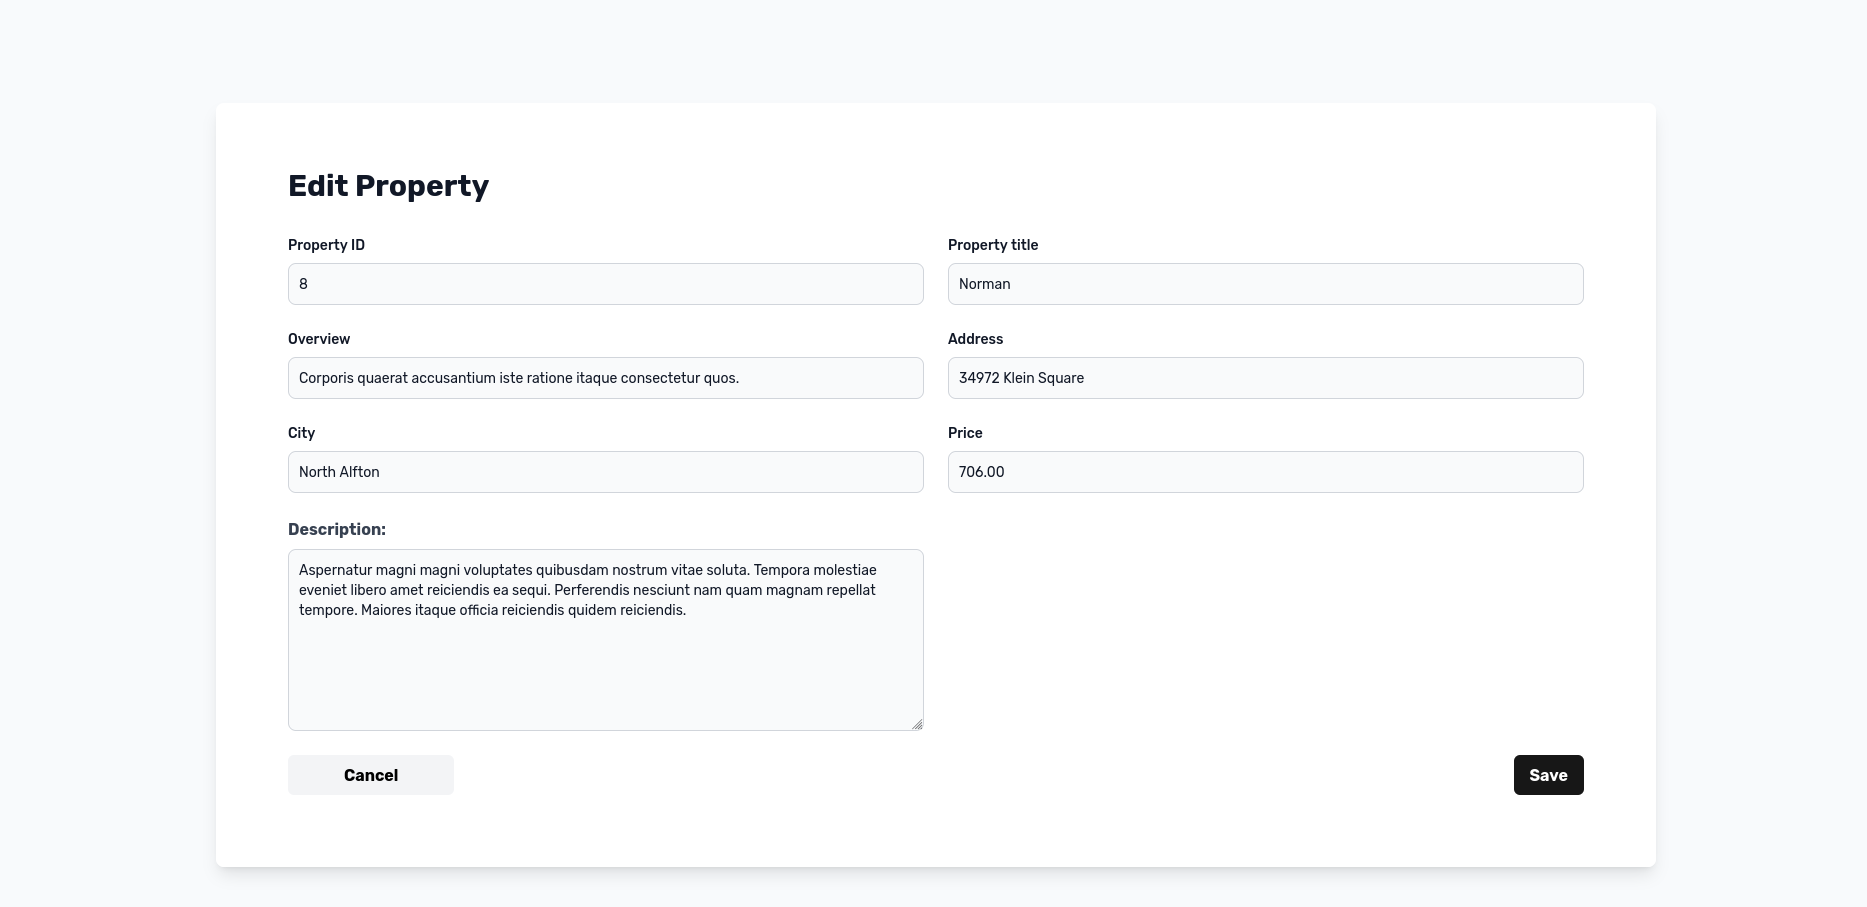 Edit Property
Property ID
Property title
8
Norman
Overview
Address
Corporis quaerat accusantium iste ratione itaque consectetur quos.
34972 Klein Square
City
Price
North Alfton
706.00
Description:
Aspernatur magni magni voluptates quibusdam nostrum vitae soluta. Tempora molestiae
eveniet libero amet reiciendis ea sequi. Perferendis nesciunt nam quam magnam repellat
tempore. Maiores itaque officia reiciendis quidem reiciendis.
Cancel
Save